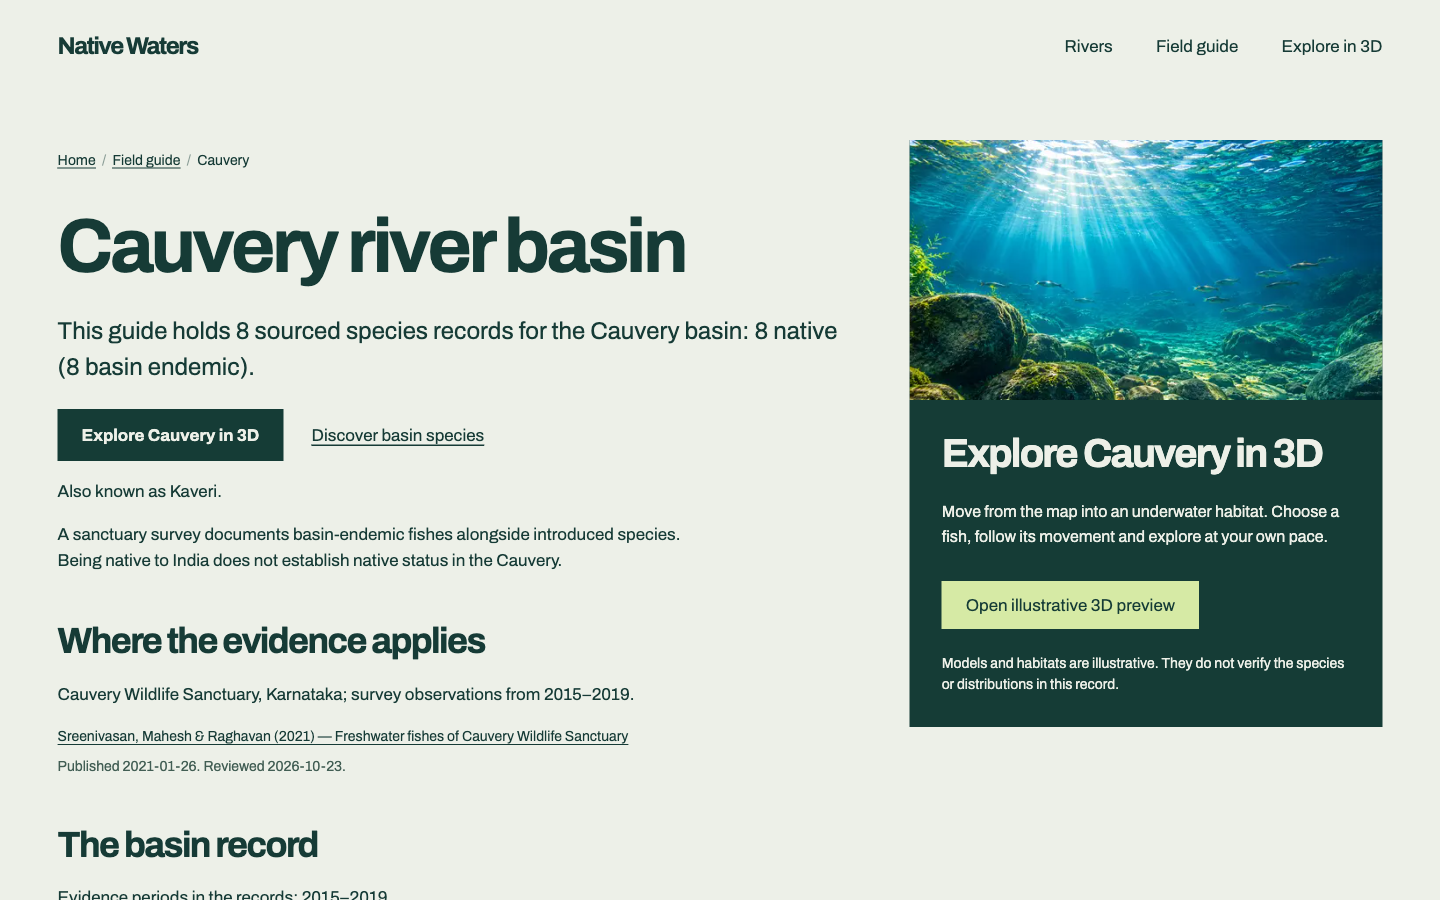 Native Waters
Rivers
Field guide
Explore in 3D
Home / Field guide / Cauvery
Cauvery river basin
This guide holds 8 sourced species records for the Cauvery basin: 8 native
(8 basin endemic).
Explore Cauvery in 3D
Discover basin species
Also known as Kaveri.
A sanctuary survey documents basin-endemic fishes alongside introduced species.
Being native to India does not establish native status in the Cauvery.
Where the evidence applies
Cauvery Wildlife Sanctuary, Karnataka; survey observations from 2015–2019.
Sreenivasan, Mahesh & Raghavan (2021) — Freshwater fishes of Cauvery Wildlife Sanctuary
Published 2021-01-26. Reviewed 2026-10-23.
The basin record
Evidence periods in the records: 2015–2019
Explore Cauvery in 3D
Move from the map into an underwater habitat. Choose a
fish, follow its movement and explore at your own pace.
Open illustrative 3D preview
Models and habitats are illustrative. They do not verify the species
or distributions in this record.